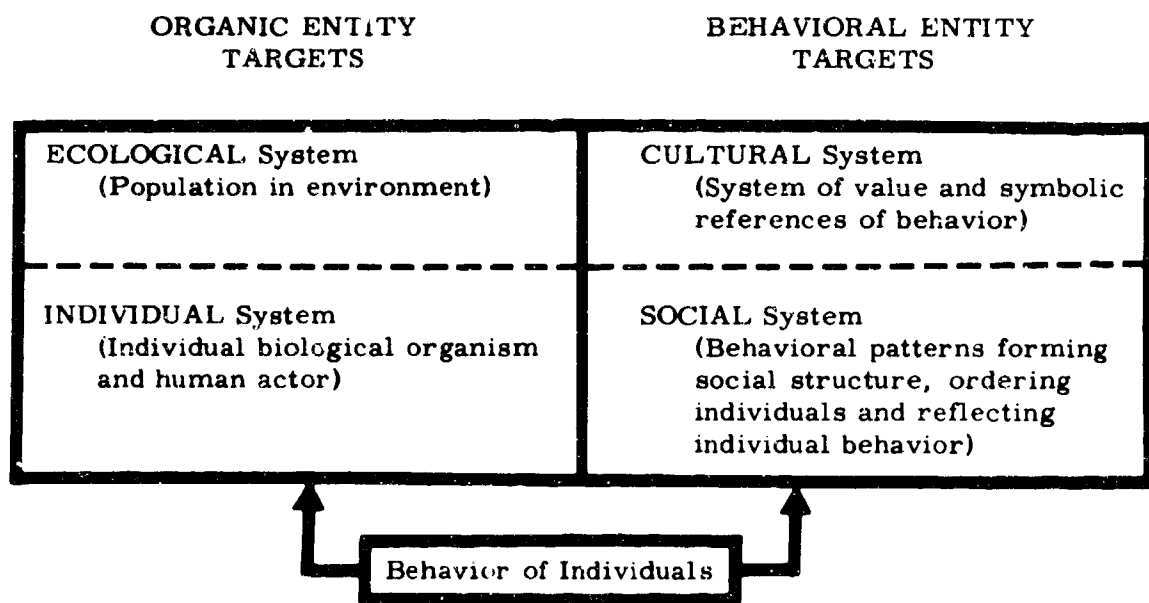 ORGANIC ENTITY
TARGETS
BEHAVIORAL ENTITY
TARGETS
ECOLOGICAL System
(Population in environment)
CULTURAL System
(System of value and symbolic
references of behavior)
INDIVIDUAL System
(Individual biological organism
and human actor)
SOCIAL System
(Behavioral patterns forming
social structure, ordering
individuals and reflecting
individual behavior)
Behavior of Individuals